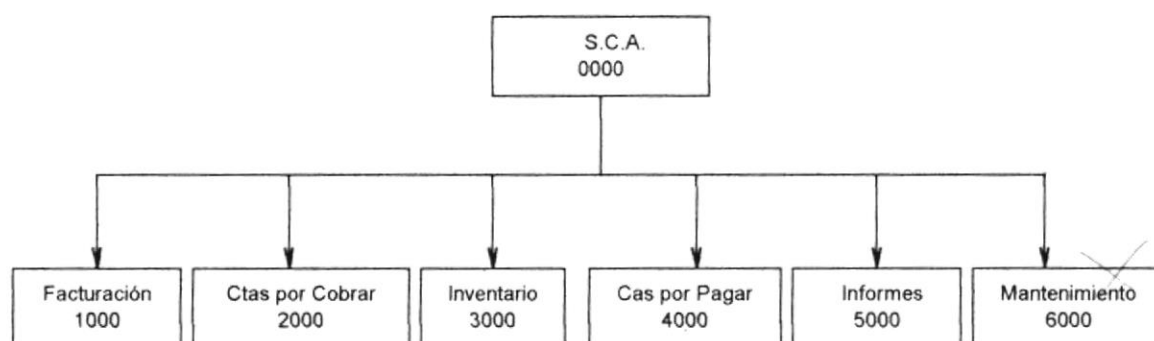 S.C.A.
0000
Facturación
1000
Ctas por Cobrar
2000
Inventario
3000
Cas por Pagar
4000
Informes
5000
Mantenimiento
6000